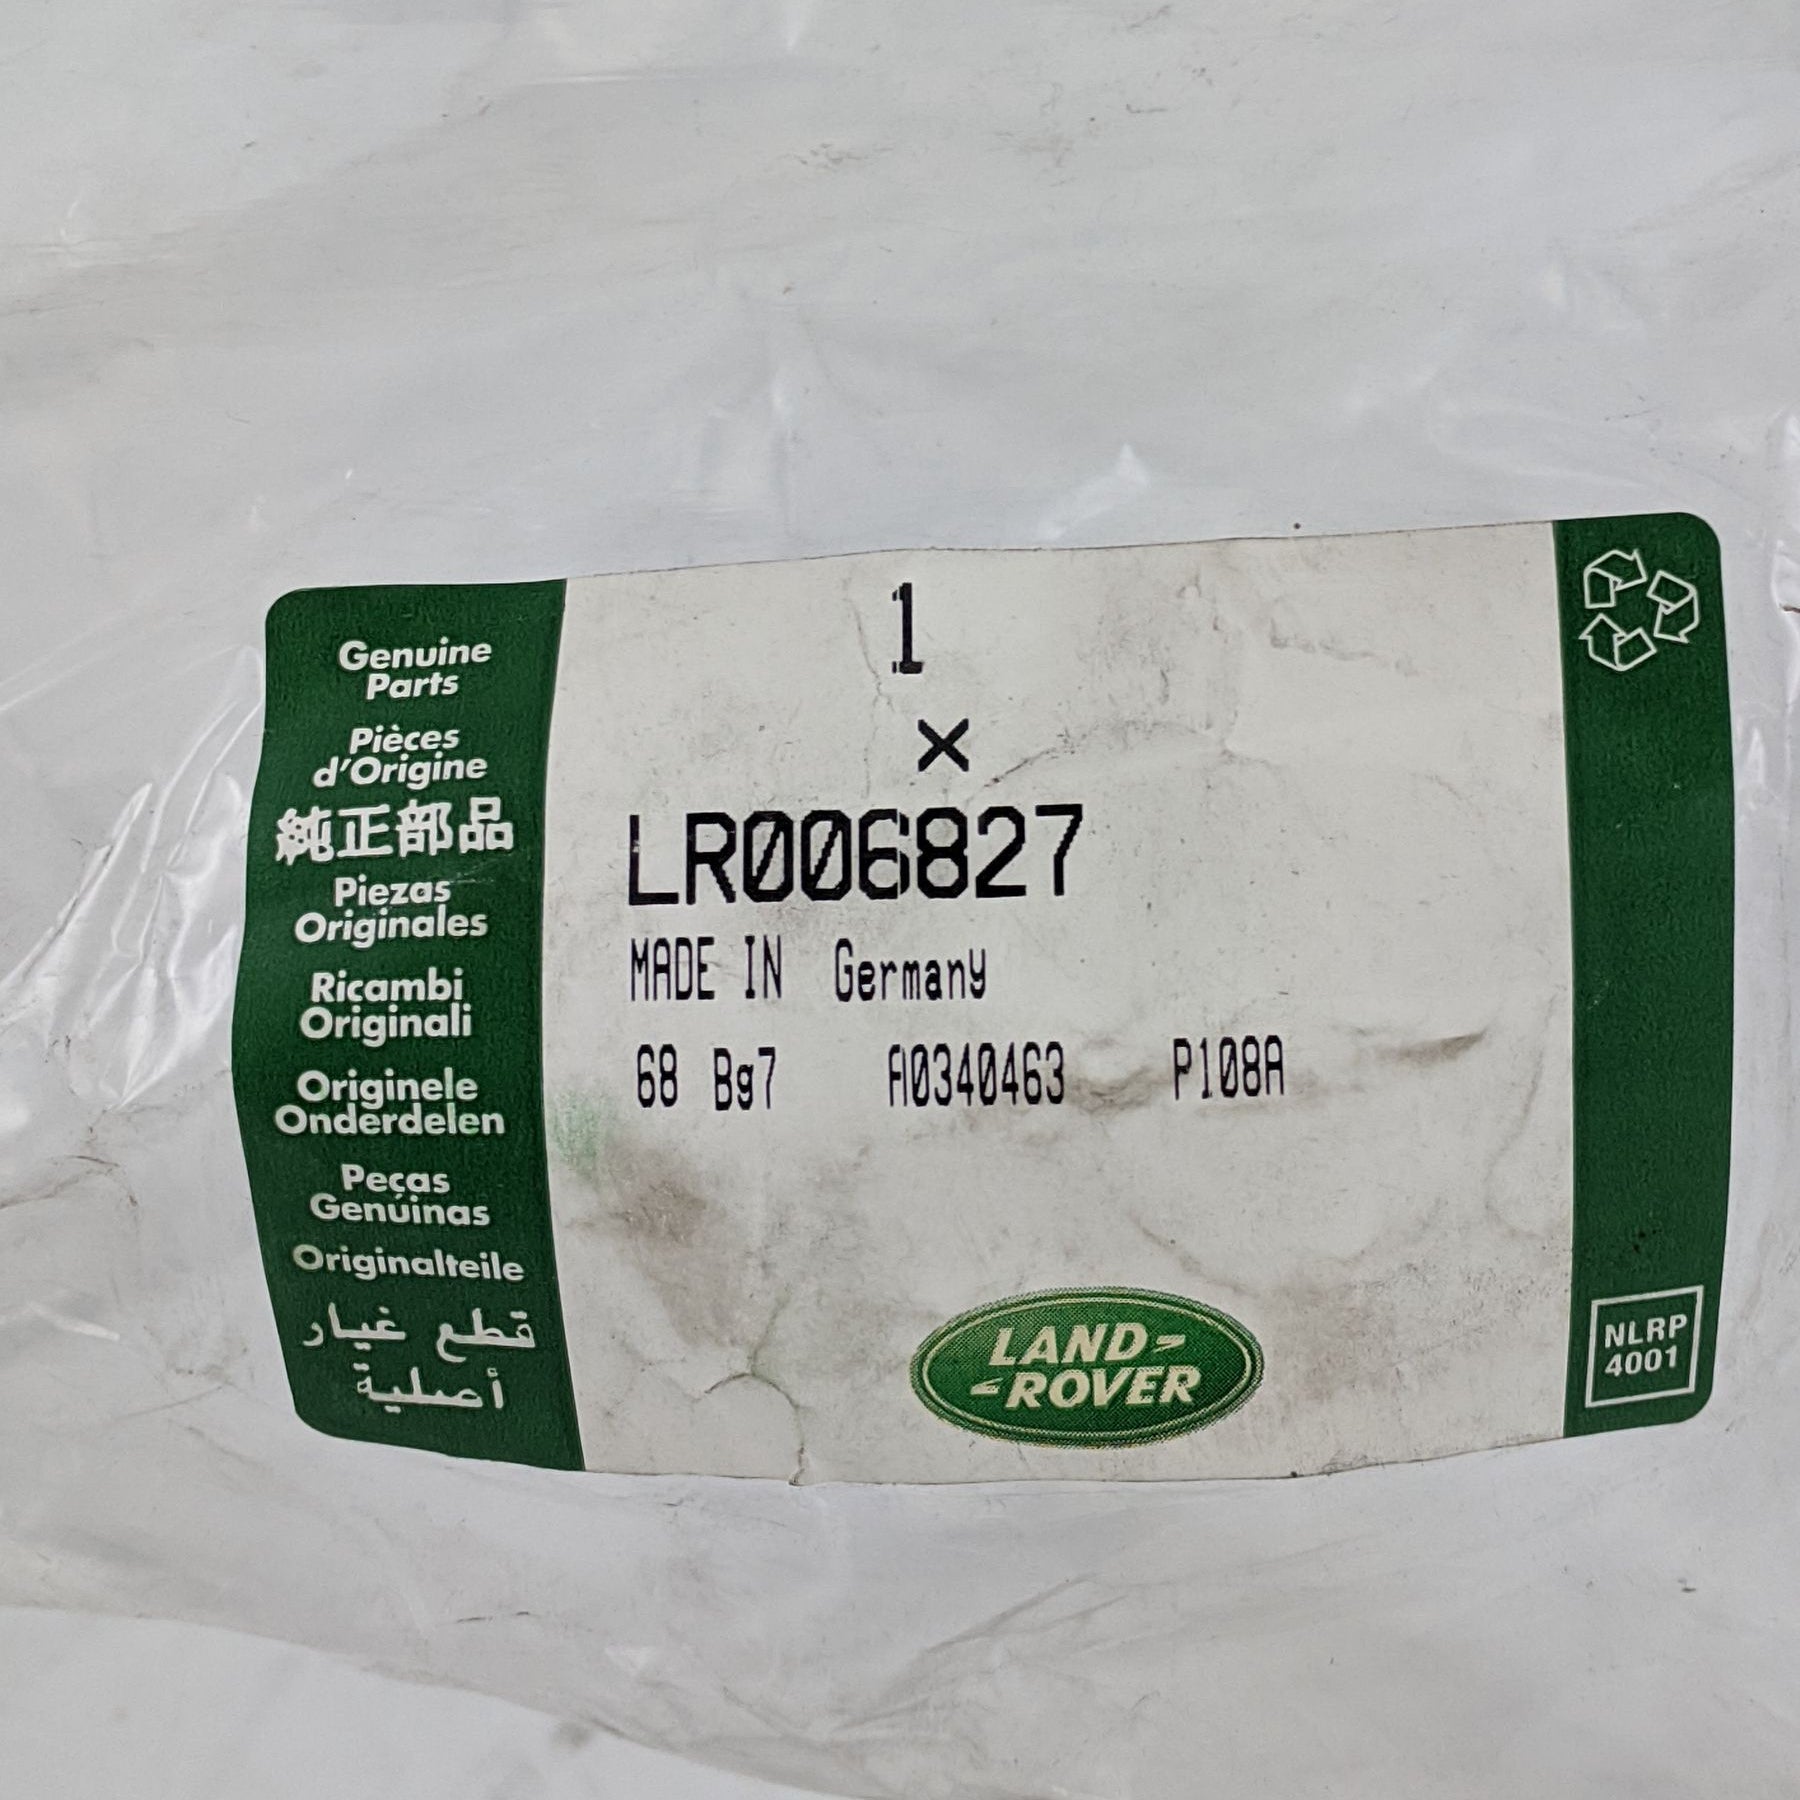 Genuine
Parts
Pièces
d'Origine
純正部品
Piezas
Originales
Ricambi
Originali
Originele
Onderdelen
Peças
Genuinas
Originalteile
قطع غيار
أصلية
1
×
LR006827
MADE IN Germany
68 Bg7 A0340463 P108A
LAND-
-ROVER
NLRP
4001